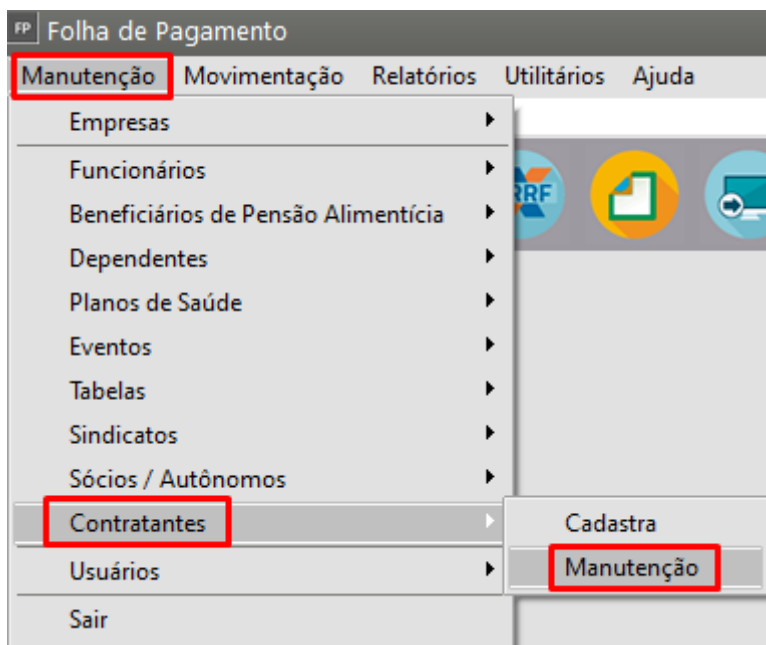 FP Folha de Pagamento
Manutenção Movimentação Relatórios Utilitários Ajuda
Empresas
Funcionários
RRF
Beneficiários de Pensão Alimentícia
Dependentes
Planos de Saúde
Eventos
Tabelas
Sindicatos
Sócios / Autônomos
Contratantes
Cadastra
Manutenção
Usuários
Sair